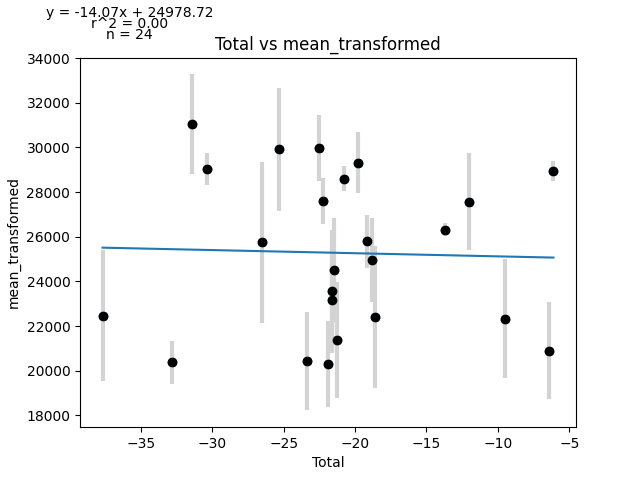 y = -14.07x + 24978.72
r^2 = 0.00
n = 24
Total vs mean_transformed
34000
32000
30000
28000
26000
24000
22000
20000
18000
mean_transformed
−35
−30
−25
−20
−15
−10
−5
Total